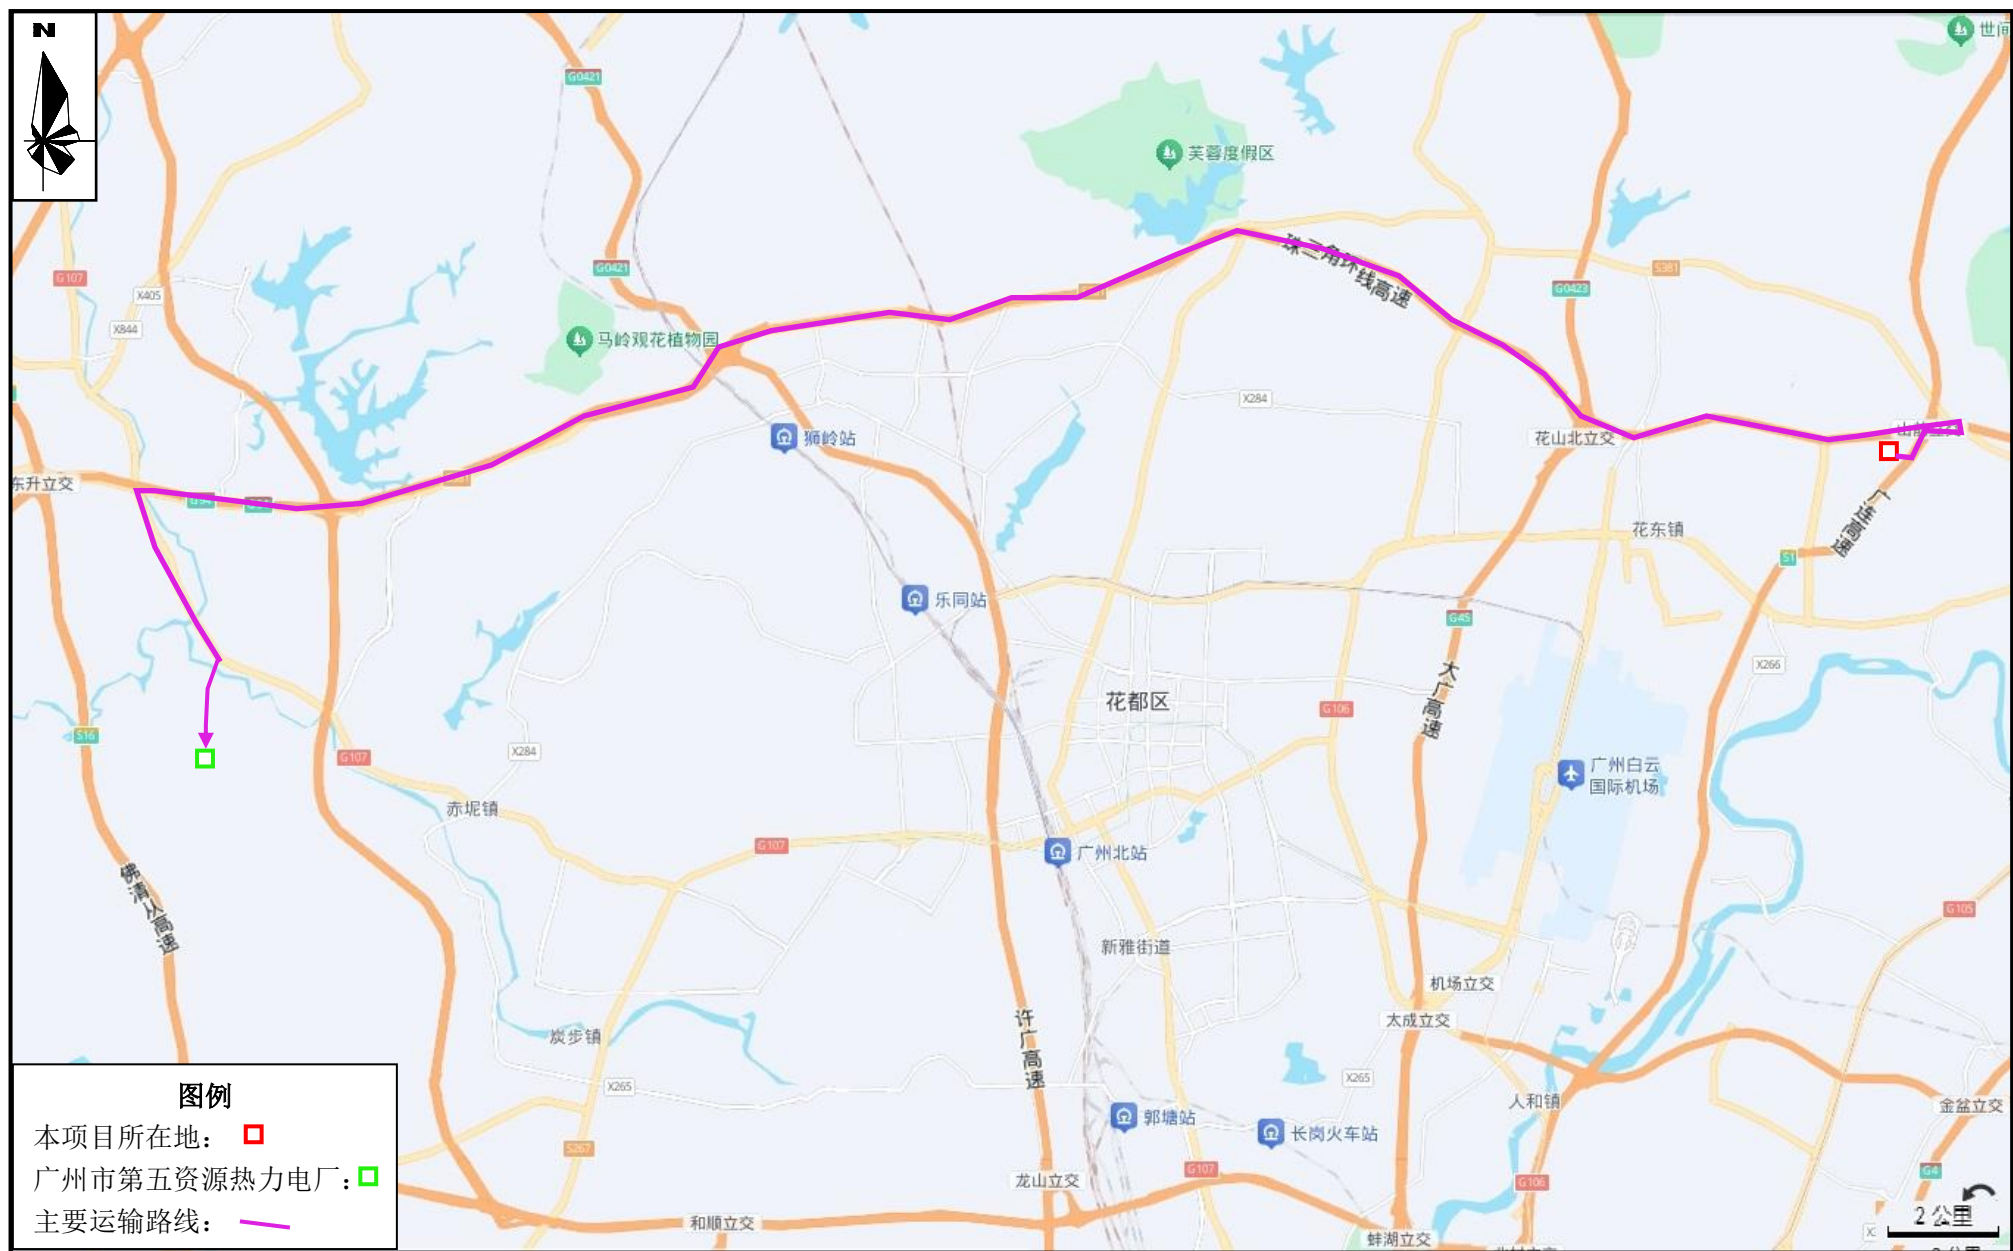 N
世间
G0421
芙蓉度假区
G0421
G107
X405
X844
珠三角环线高速
S381
G0423
马岭观花植物园
X284
狮岭站
花山北立交
东升立交
广连高速
花东镇
S1
乐同站
G45
大广高速
X266
花都区
G106
S16
X284
G107
广州白云
国际机场
赤坭镇
G107
广州北站
佛清从高速
G105
新雅街道
机场立交
太成立交
许广高速
炭步镇
X265
X265
人和镇
金盆立交
郭塘站
长岗火车站
S267
G107
G4
龙山立交
G106
和顺立交
蚌湖立交
2 公里
图例
本项目所在地：
广州市第五资源热力电厂：
主要运输路线：